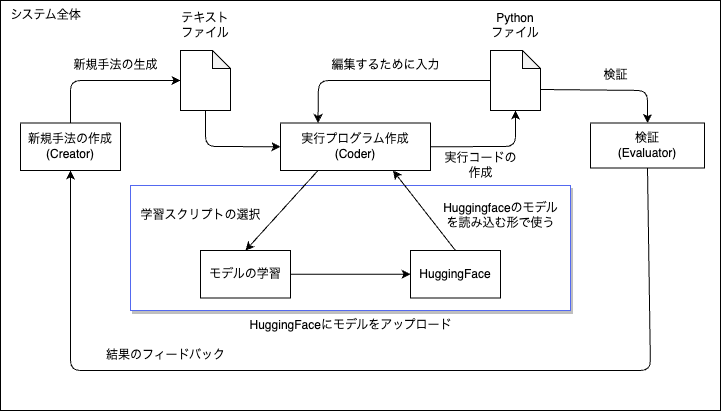 システム全体
テキスト
ファイル
Python
ファイル
新規手法の生成
編集するために入力
検証
新規手法の作成
(Creator)
実行プログラム作成
(Coder)
実行コードの
作成
検証
(Evaluator)
学習スクリプトの選択
Huggingfaceのモデル
を読み込む形で使う
モデルの学習
HuggingFace
HuggingFaceにモデルをアップロード
結果のフィードバック